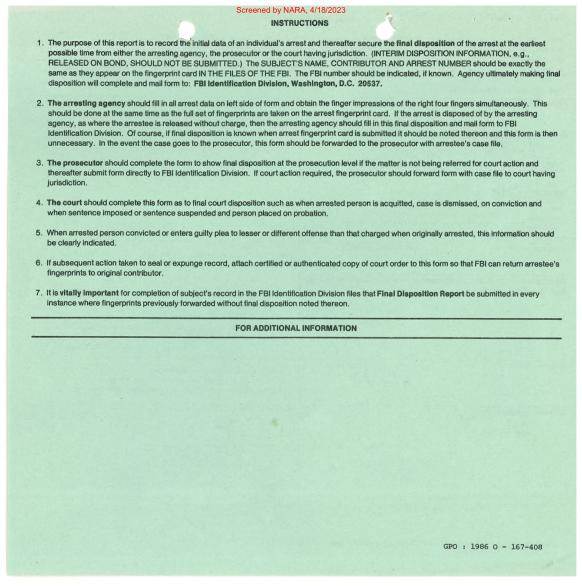 Screened by NARA, 4/18/2023
INSTRUCTIONS
1. The purpose of this report is to record the initial data of an individual's arrest and thereafter secure the final disposition of the arrest at the earliest
possible time from either the arresting agency, the prosecutor or the court having jurisdiction. (INTERIM DISPOSITION INFORMATION, e.g.,
RELEASED ON BOND, SHOULD NOT BE SUBMITTED.) The SUBJECT'S NAME, CONTRIBUTOR AND ARREST NUMBER should be exactly the
same as they appear on the fingerprint card IN THE FILES OF THE FBI. The FBI number should be indicated, if known. Agency ultimately making final
disposition will complete and mail form to: FBI Identification Division, Washington, D.C. 20537.
2. The arresting agency should fill in all arrest data on left side of form and obtain the finger impressions of the right four fingers simultaneously. This
should be done at the same time as the full set of fingerprints are taken on the arrest fingerprint card. If the arrest is disposed of by the arresting
agency, as where the arrestee is released without charge, then the arresting agency should fill in this final disposition and mail form to FBI
Identification Division. Of course, if final disposition is known when arrest fingerprint card is submitted it should be noted thereon and this form is then
unnecessary. In the event the case goes to the prosecutor, this form should be forwarded to the prosecutor with arrestee's case file.
3. The prosecutor should complete the form to show final disposition at the prosecution level if the matter is not being referred for court action and
thereafter submit form directly to FBI Identification Division. If court action required, the prosecutor should forward form with case file to court having
jurisdiction.
4. The court should complete this form as to final court disposition such as when arrested person is acquitted, case is dismissed, on conviction and
when sentence imposed or sentence suspended and person placed on probation.
5. When arrested person convicted or enters guilty plea to lesser or different offense than that charged when originally arrested, this information should
be clearly indicated.
6. If subsequent action taken to seal or expunge record, attach certified or authenticated copy of court order to this form so that FBI can return arrestee's
fingerprints to original contributor.
7. It is vitally important for completion of subject's record in the FBI Identification Division files that Final Disposition Report be submitted in every
instance where fingerprints previously forwarded without final disposition noted thereon.
FOR ADDITIONAL INFORMATION
GPO : 1986 O - 167-408